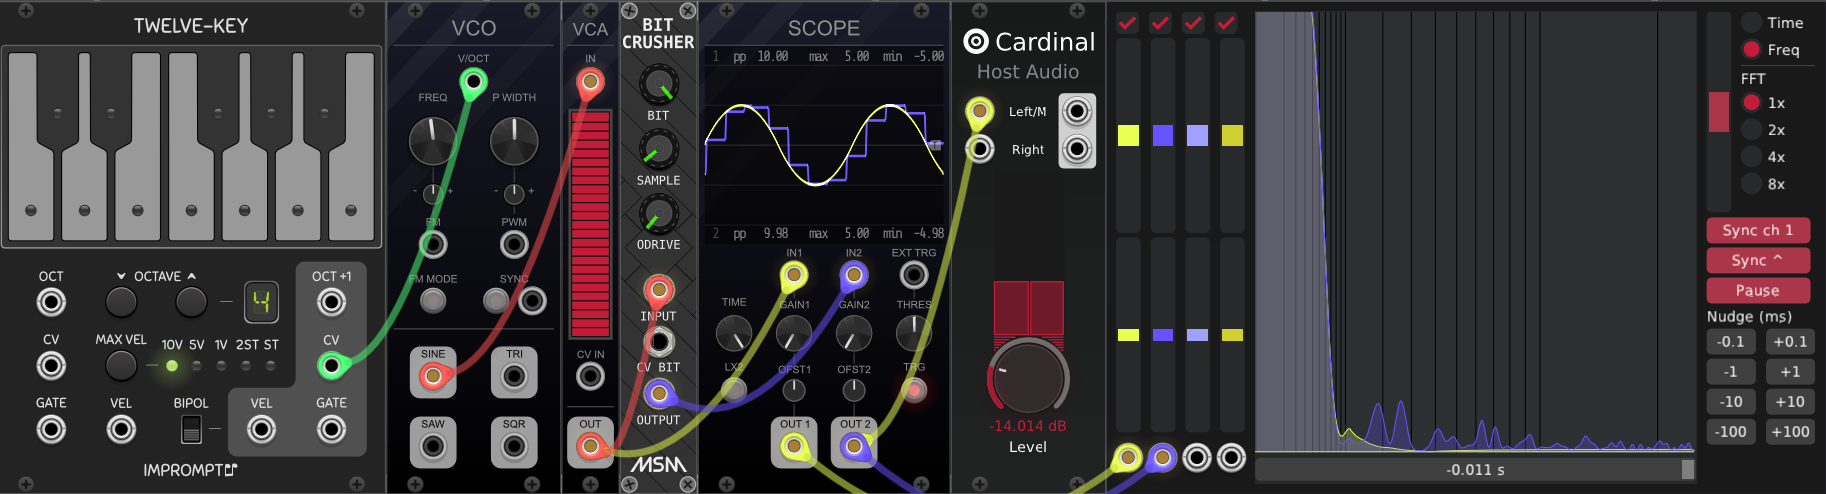 TWELVE-KEY
OCT
OCTAVE
4
OCT +1
CV
MAX VEL
10V 5V 1V 2ST ST
CV
GATE
VEL
BIPOL
VEL
GATE
IMPROMPTU
VCO
V/OCT
FREQ
P WIDTH
- +
- +
FM
PWM
FM MODE
SYNC
SINE
TRI
SAW
SQR
VCA
IN
CV IN
OUT
BIT
CRUSHER
BIT
SAMPLE
ODRIVE
INPUT
CV BIT
OUTPUT
MSM
SCOPE
1 pp 10.00 max 5.00 min -5.00
2 pp 9.98 max 5.00 min -4.98
IN1
IN2
EXT TRG
TIME
GAIN1
GAIN2
THRES
OFST1
OFST2
TRG
OUT 1
OUT 2
Cardinal
Host Audio
Left/M
Right
-14.014 dB
Level
-0.011 s
Time
Freq
FFT
1x
2x
4x
8x
Sync ch 1
Sync ^
Pause
Nudge (ms)
-0.1 +0.1
-1 +1
-10 +10
-100 +100